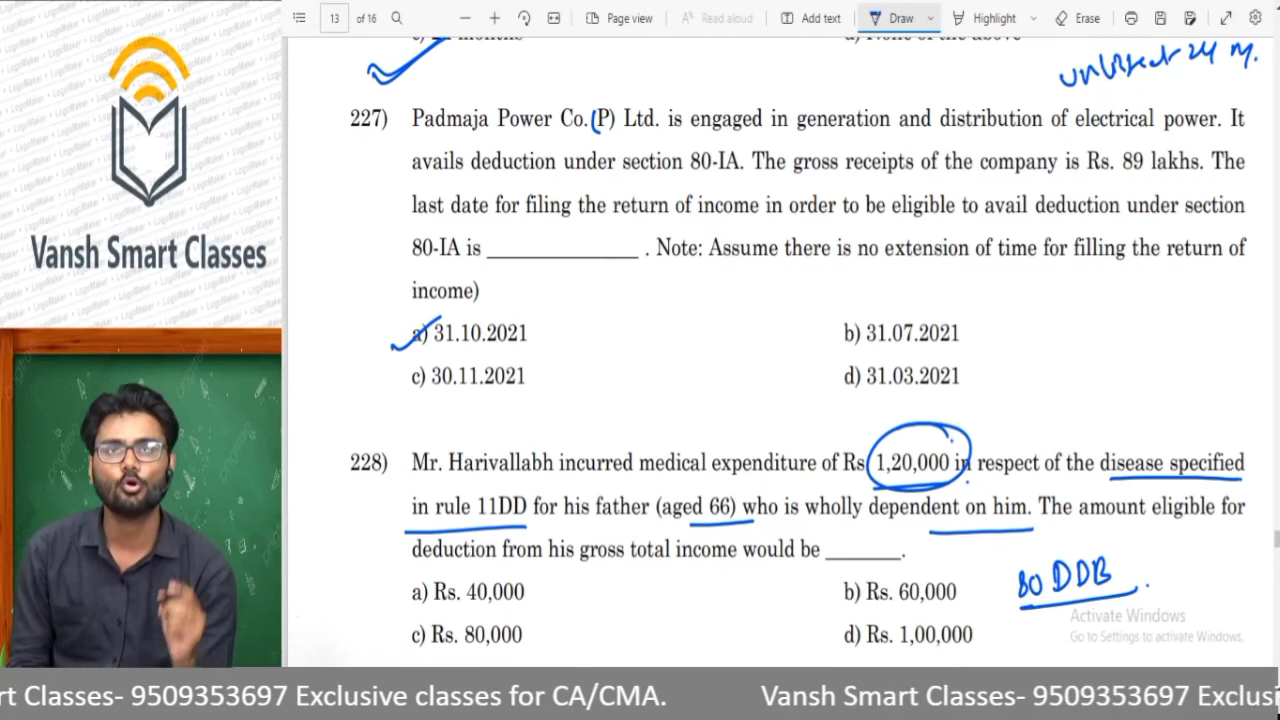 13 of 16
Page view
Read aloud
Add text
Draw
Highlight
Erase
months
d) None of the above
24 m.
227) Padmaja Power Co.(P) Ltd. is engaged in generation and distribution of electrical power. It
avails deduction under section 80-IA. The gross receipts of the company is Rs. 89 lakhs. The
last date for filing the return of income in order to be eligible to avail deduction under section
80-IA is ______________ . Note: Assume there is no extension of time for filling the return of
income)
a) 31.10.2021
b) 31.07.2021
c) 30.11.2021
d) 31.03.2021
Vansh Smart Classes
228) Mr. Harivallabh incurred medical expenditure of Rs 1,20,000 in respect of the disease specified
in rule 11DD for his father (aged 66) who is wholly dependent on him. The amount eligible for
deduction from his gross total income would be _______.
80 DDB
a) Rs. 40,000
b) Rs. 60,000
c) Rs. 80,000
d) Rs. 1,00,000
Activate Windows
Go to Settings to activate Windows.
rt Classes- 9509353697 Exclusive classes for CA/CMA. Vansh Smart Classes- 9509353697 Exclusi